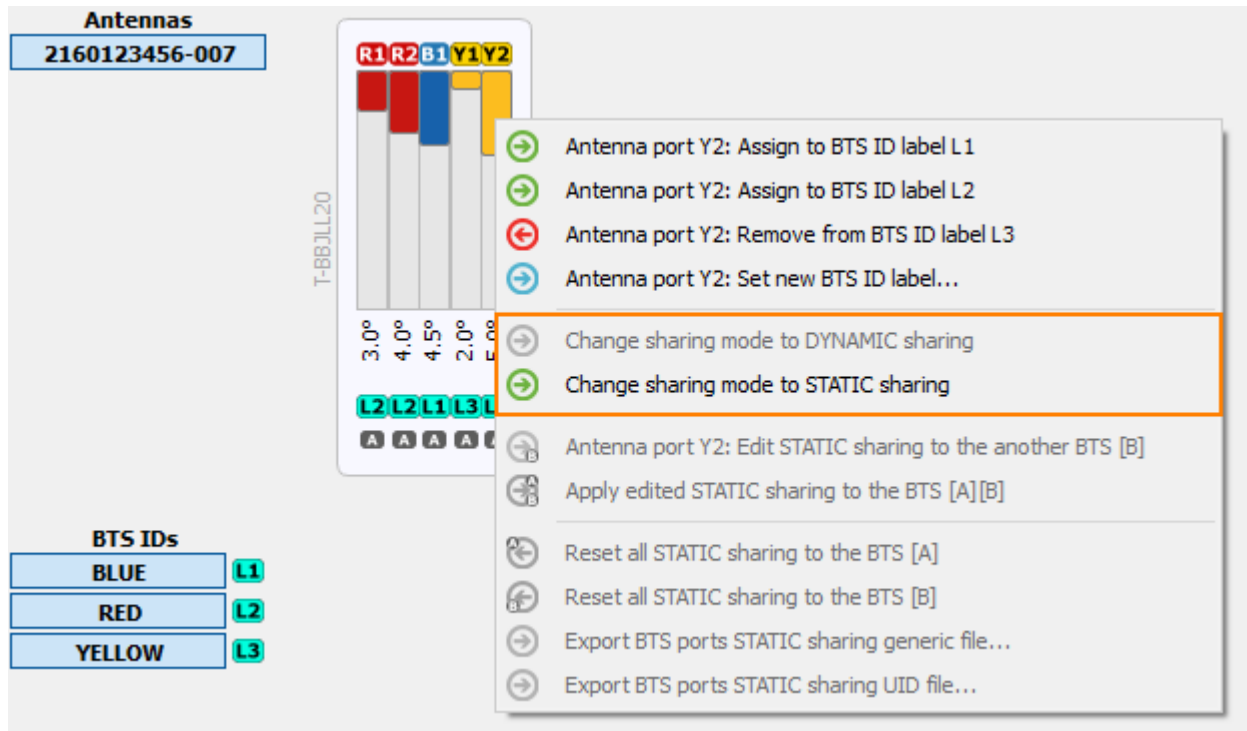 Antennas
2160123456-007
R1 R2 B1 Y1 Y2
T-BBJLL20
3.0° 4.0° 4.5° 2.0°
L2 L2 L1 L3
A A A A
Antenna port Y2: Assign to BTS ID label L1
Antenna port Y2: Assign to BTS ID label L2
Antenna port Y2: Remove from BTS ID label L3
Antenna port Y2: Set new BTS ID label...
Change sharing mode to DYNAMIC sharing
Change sharing mode to STATIC sharing
Antenna port Y2: Edit STATIC sharing to the another BTS [B]
Apply edited STATIC sharing to the BTS [A][B]
Reset all STATIC sharing to the BTS [A]
Reset all STATIC sharing to the BTS [B]
Export BTS ports STATIC sharing generic file...
Export BTS ports STATIC sharing UID file...
BTS IDs
BLUE L1
RED L2
YELLOW L3